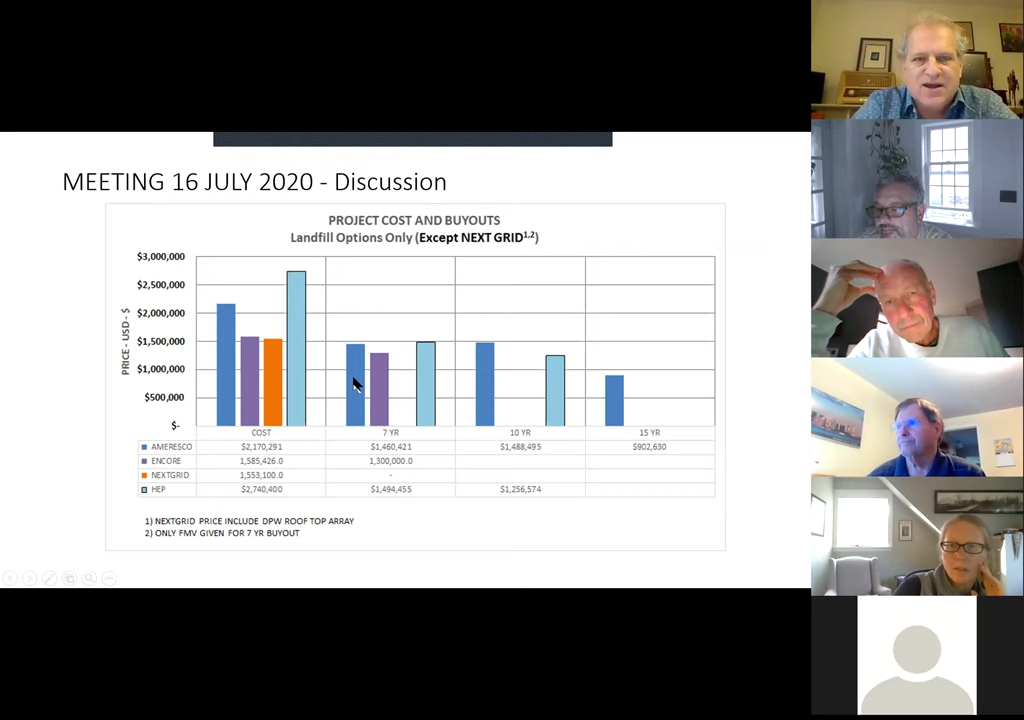 MEETING 16 JULY 2020 - Discussion
PROJECT COST AND BUYOUTS
Landfill Options Only (Except NEXT GRID1,2)
PRICE - USD - $
$3,000,000
$2,500,000
$2,000,000
$1,500,000
$1,000,000
$500,000
$-
COST 7 YR 10 YR 15 YR
AMERESCO $2,170,291 $1,460,421 $1,488,495 $902,630
ENCORE 1,585,426.0 1,300,000.0
NEXTGRID 1,553,100.0 -
HEP $2,740,400 $1,494,455 $1,256,574
1) NEXTGRID PRICE INCLUDE DPW ROOF TOP ARRAY
2) ONLY FMV GIVEN FOR 7 YR BUYOUT